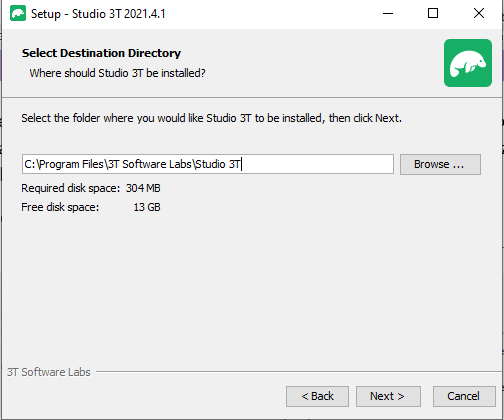 Setup - Studio 3T 2021.4.1
Select Destination Directory
Where should Studio 3T be installed?
Select the folder where you would like Studio 3T to be installed, then click Next.
C:\Program Files\3T Software Labs\Studio 3T
Browse ...
Required disk space: 304 MB
Free disk space: 13 GB
3T Software Labs
< Back
Next >
Cancel